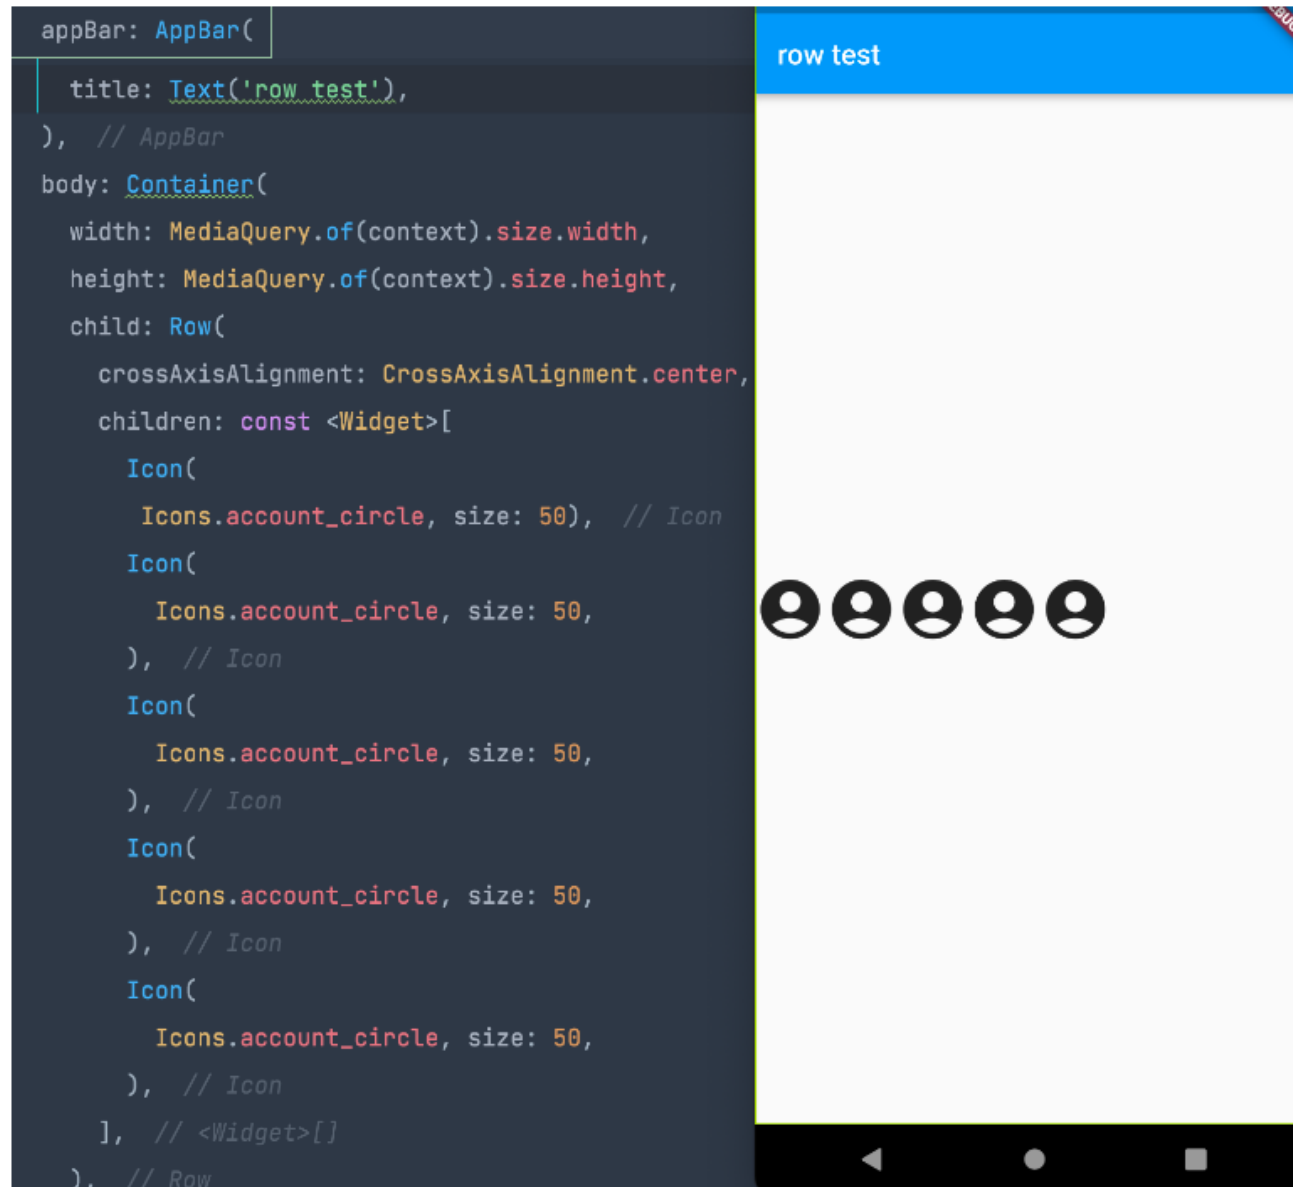 appBar: AppBar(
title: Text('row test'),
), // AppBar
body: Container(
width: MediaQuery.of(context).size.width,
height: MediaQuery.of(context).size.height,
child: Row(
crossAxisAlignment: CrossAxisAlignment.center,
children: const <Widget>[
Icon(
Icons.account_circle, size: 50), // Icon
Icon(
Icons.account_circle, size: 50,
), // Icon
Icon(
Icons.account_circle, size: 50,
), // Icon
Icon(
Icons.account_circle, size: 50,
), // Icon
Icon(
Icons.account_circle, size: 50,
), // Icon
], // <Widget>[]
), // Row
row test